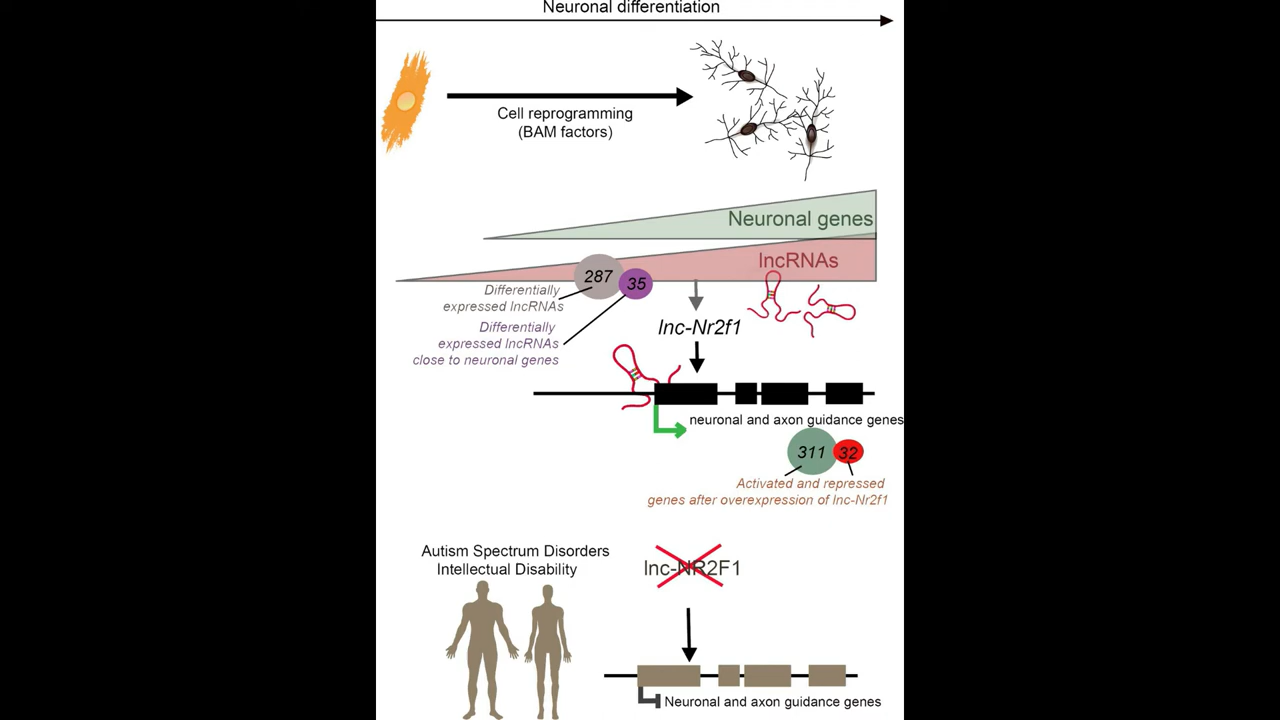 Neuronal differentiation
Cell reprogramming
(BAM factors)
Neuronal genes
lncRNAs
287
35
Differentially
expressed lncRNAs
Differentially
expressed lncRNAs
close to neuronal genes
lnc-Nr2f1
neuronal and axon guidance genes
311
32
Activated and repressed
genes after overexpression of lnc-Nr2f1
Autism Spectrum Disorders
Intellectual Disability
lnc-NR2F1
Neuronal and axon guidance genes